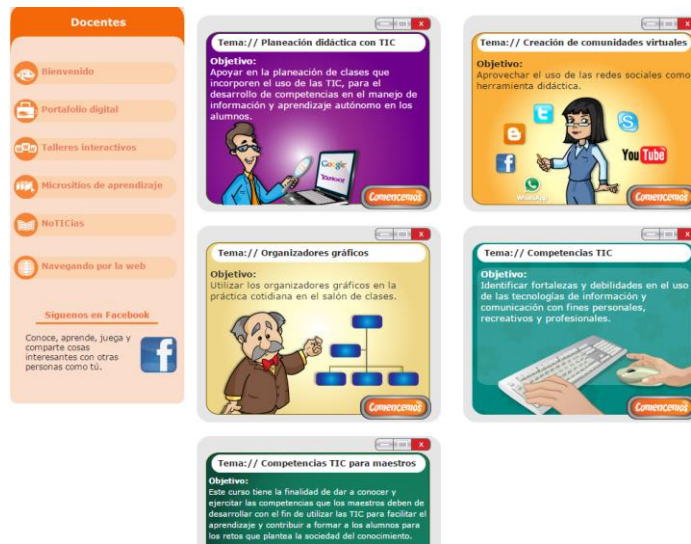 Docentes
Bienvenido
Portafolio digital
Talleres interactivos
Micrositios de aprendizaje
NoTICias
Navegando por la web
Síguenos en Facebook
Conoce, aprende, juega y
comparte cosas
interesantes con otras
personas como tú.
Tema:// Planeación didáctica con TIC
Objetivo:
Apoyar en la planeación de clases que
incorporen el uso de las TIC, para el
desarrollo de competencias en el manejo de
información y aprendizaje autónomo en los
alumnos.
Google
YAHOO!
Comencemos
Tema:// Creación de comunidades virtuales
Objetivo:
Aprovechar el uso de las redes sociales como
herramienta didáctica.
You Tube
WhatsApp
Comencemos
Tema:// Organizadores gráficos
Objetivo:
Utilizar los organizadores gráficos en la
práctica cotidiana en el salón de clases.
Comencemos
Tema:// Competencias TIC
Objetivo:
Identificar fortalezas y debilidades en el uso
de las tecnologías de información y
comunicación con fines personales,
recreativos y profesionales.
Comencemos
Tema:// Competencias TIC para maestros
Objetivo:
Este curso tiene la finalidad de dar a conocer y
ejercitar las competencias que los maestros deben de
desarrollar con el fin de utilizar las TIC para facilitar el
aprendizaje y contribuir a formar a los alumnos para
los retos que plantea la sociedad del conocimiento.